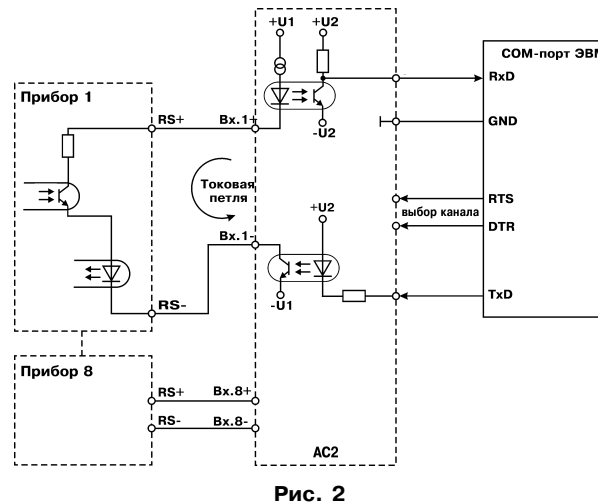 +U1
+U2
СОМ-порт ЭВМ
RxD
Прибор 1
RS+
Вх.1+
-U2
GND
Токовая
петля
RTS
+U2
выбор канала
DTR
Вх.1-
-U1
TxD
RS-
Прибор 8
RS+
Вх.8+
RS-
Вх.8-
АС2
Рис. 2